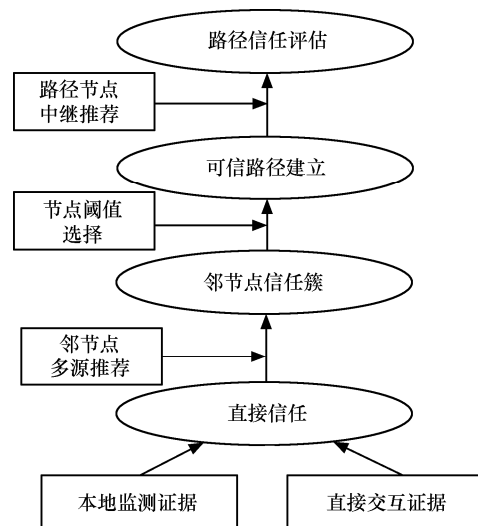 路径信任评估
路径节点
中继推荐
可信路径建立
节点阈值
选择
邻节点信任簇
邻节点
多源推荐
直接信任
本地监测证据
直接交互证据